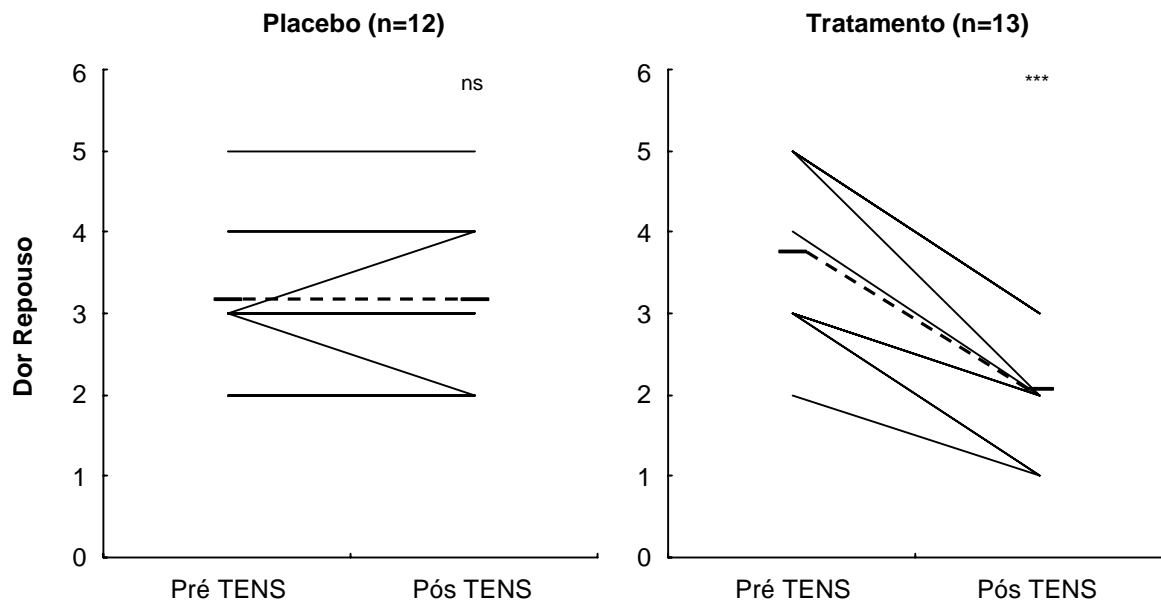 Placebo (n=12)
Dor Repouso
6
5
4
3
2
1
0
ns
Pré TENS Pós TENS
Tratamento (n=13)
6
5
4
3
2
1
0
***
Pré TENS Pós TENS